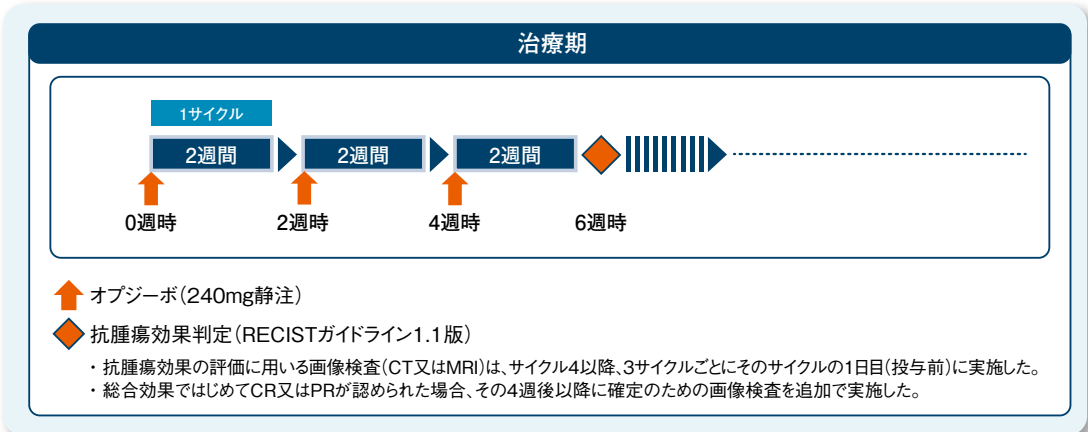 治療期
1サイクル
2週間 2週間 2週間
0週時 2週時 4週時 6週時
オプジーボ（240mg静注）
抗腫瘍効果判定（RECISTガイドライン1.1版）
・ 抗腫瘍効果の評価に用いる画像検査（CT又はMRI）は、サイクル4以降、3サイクルごとにそのサイクルの1日目（投与前）に実施した。
・ 総合効果ではじめてCR又はPRが認められた場合、その4週後以降に確定のための画像検査を追加で実施した。